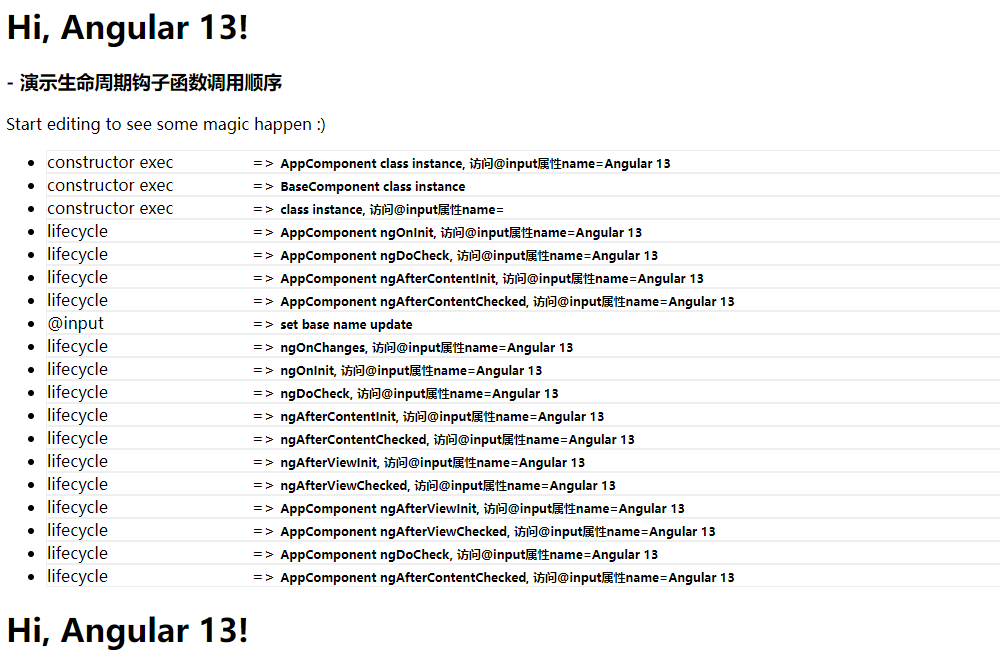 Hi, Angular 13!
- 演示生命周期钩子函数调用顺序
Start editing to see some magic happen :)
constructor exec => AppComponent class instance, 访问@input属性name=Angular 13
constructor exec => BaseComponent class instance
constructor exec => class instance, 访问@input属性name=
lifecycle => AppComponent ngOnInit, 访问@input属性name=Angular 13
lifecycle => AppComponent ngDoCheck, 访问@input属性name=Angular 13
lifecycle => AppComponent ngAfterContentInit, 访问@input属性name=Angular 13
lifecycle => AppComponent ngAfterContentChecked, 访问@input属性name=Angular 13
@input => set base name update
lifecycle => ngOnChanges, 访问@input属性name=Angular 13
lifecycle => ngOnInit, 访问@input属性name=Angular 13
lifecycle => ngDoCheck, 访问@input属性name=Angular 13
lifecycle => ngAfterContentInit, 访问@input属性name=Angular 13
lifecycle => ngAfterContentChecked, 访问@input属性name=Angular 13
lifecycle => ngAfterViewInit, 访问@input属性name=Angular 13
lifecycle => ngAfterViewChecked, 访问@input属性name=Angular 13
lifecycle => AppComponent ngAfterViewInit, 访问@input属性name=Angular 13
lifecycle => AppComponent ngAfterViewChecked, 访问@input属性name=Angular 13
lifecycle => AppComponent ngDoCheck, 访问@input属性name=Angular 13
lifecycle => AppComponent ngAfterContentChecked, 访问@input属性name=Angular 13
Hi, Angular 13!